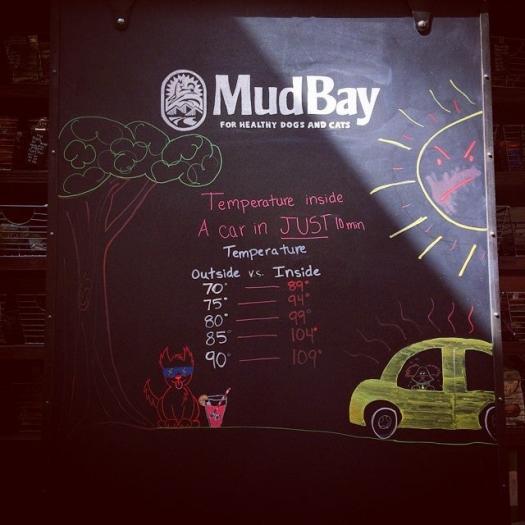 MudBay
FOR HEALTHY DOGS AND CATS
Temperature inside
A car in JUST 10 min
Temperature
Outside vs. Inside
70° — 89°
75° — 94°
80° — 99°
85° — 104°
90° — 109°